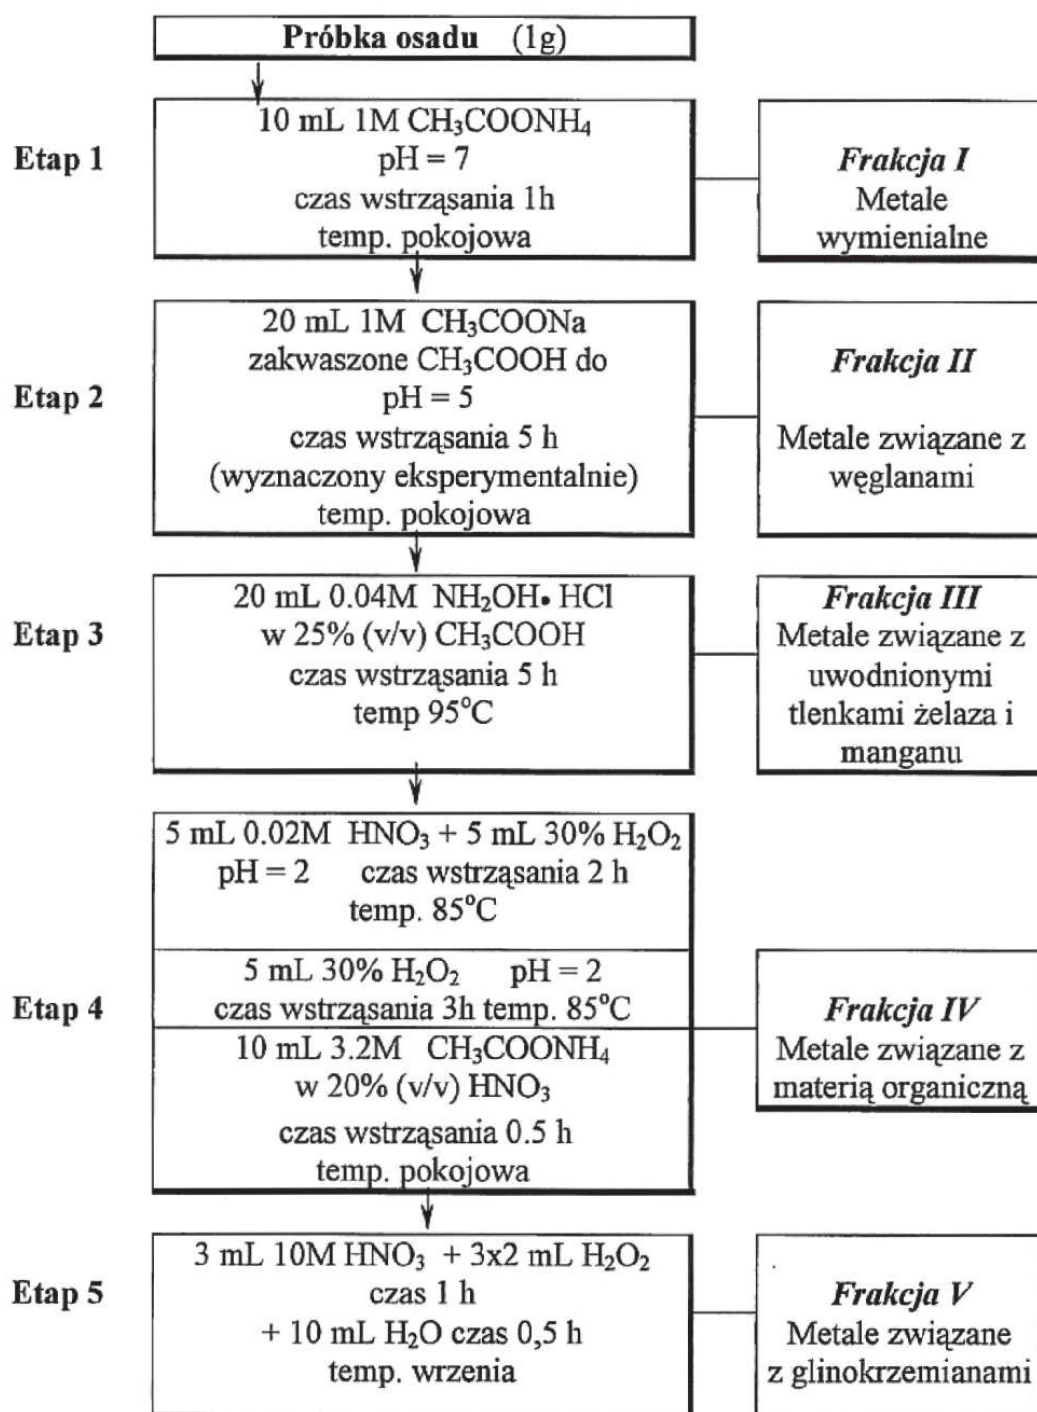 Próbka osadu (1g)
Etap 1
10 mL 1M CH₃COONH₄
pH = 7
czas wstrząsania 1h
temp. pokojowa
Frakcja I
Metale
wymienialne
Etap 2
20 mL 1M CH₃COONa
zakwaszone CH₃COOH do
pH = 5
czas wstrząsania 5 h
(wyznaczony eksperymentalnie)
temp. pokojowa
Frakcja II
Metale związane z
węglanami
Etap 3
20 mL 0.04M NH₂OH• HCl
w 25% (v/v) CH₃COOH
czas wstrząsania 5 h
temp 95°C
Frakcja III
Metale związane z
uwodnionymi
tlenkami żelaza i
manganu
Etap 4
5 mL 0.02M HNO₃ + 5 mL 30% H₂O₂
pH = 2 czas wstrząsania 2 h
temp. 85°C
5 mL 30% H₂O₂ pH = 2
czas wstrząsania 3h temp. 85°C
10 mL 3.2M CH₃COONH₄
w 20% (v/v) HNO₃
czas wstrząsania 0.5 h
temp. pokojowa
Frakcja IV
Metale związane z
materią organiczną
Etap 5
3 mL 10M HNO₃ + 3x2 mL H₂O₂
czas 1 h
+ 10 mL H₂O czas 0,5 h
temp. wrzenia
Frakcja V
Metale związane
z glinokrzemianami